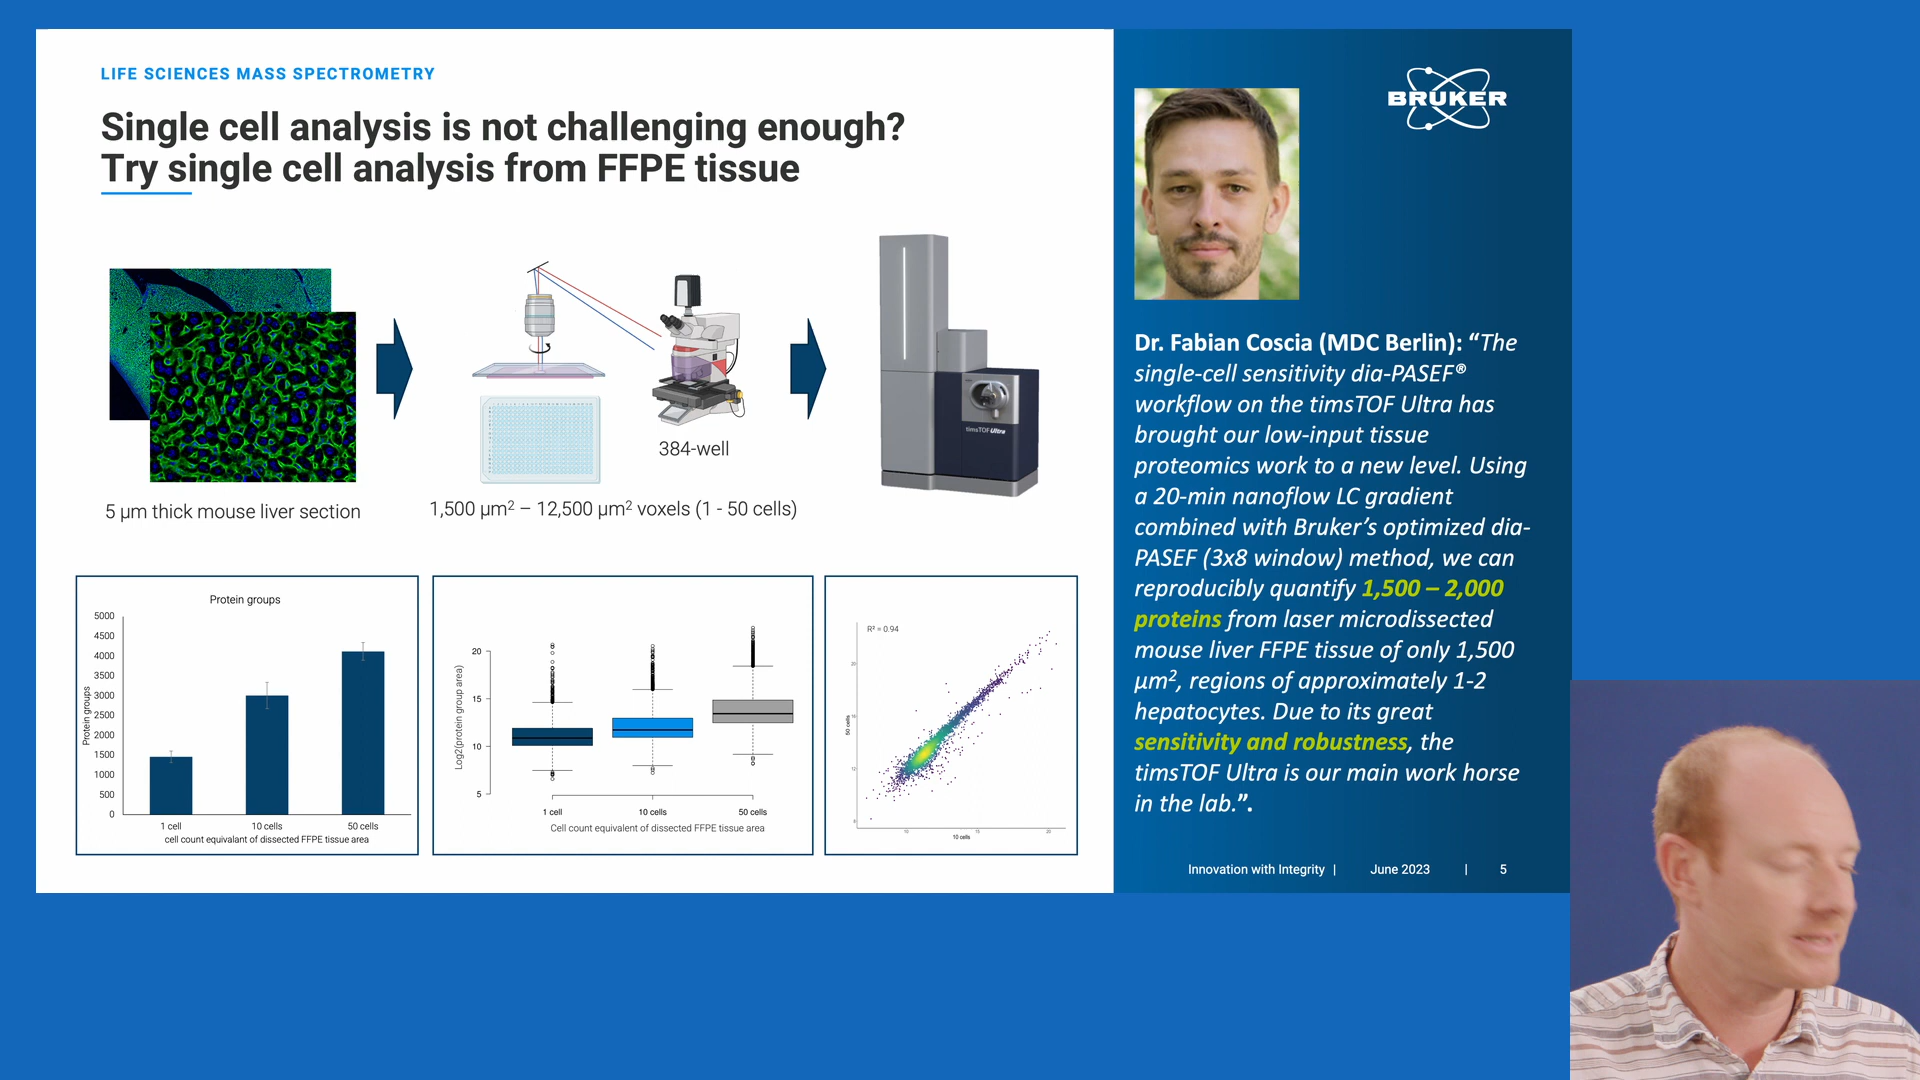 LIFE SCIENCES MASS SPECTROMETRY
Single cell analysis is not challenging enough?
Try single cell analysis from FFPE tissue
5 µm thick mouse liver section
384-well
1,500 µm² – 12,500 µm² voxels (1 - 50 cells)
timsTOF Ultra
Protein groups
Protein groups
5000
4500
4000
3500
3000
2500
2000
1500
1000
500
0
1 cell
10 cells
50 cells
cell count equivalant of dissected FFPE tissue area
Log2(protein group area)
20
15
10
5
1 cell
10 cells
50 cells
Cell count equivalent of dissected FFPE tissue area
R² = 0.94
50 cells
20
16
12
8
10
15
20
10 cells
BRUKER
Dr. Fabian Coscia (MDC Berlin): “The
single-cell sensitivity dia-PASEF®
workflow on the timsTOF Ultra has
brought our low-input tissue
proteomics work to a new level. Using
a 20-min nanoflow LC gradient
combined with Bruker’s optimized dia-
PASEF (3x8 window) method, we can
reproducibly quantify 1,500 – 2,000
proteins from laser microdissected
mouse liver FFPE tissue of only 1,500
µm², regions of approximately 1-2
hepatocytes. Due to its great
sensitivity and robustness, the
timsTOF Ultra is our main work horse
in the lab.”.
Innovation with Integrity | June 2023 | 5